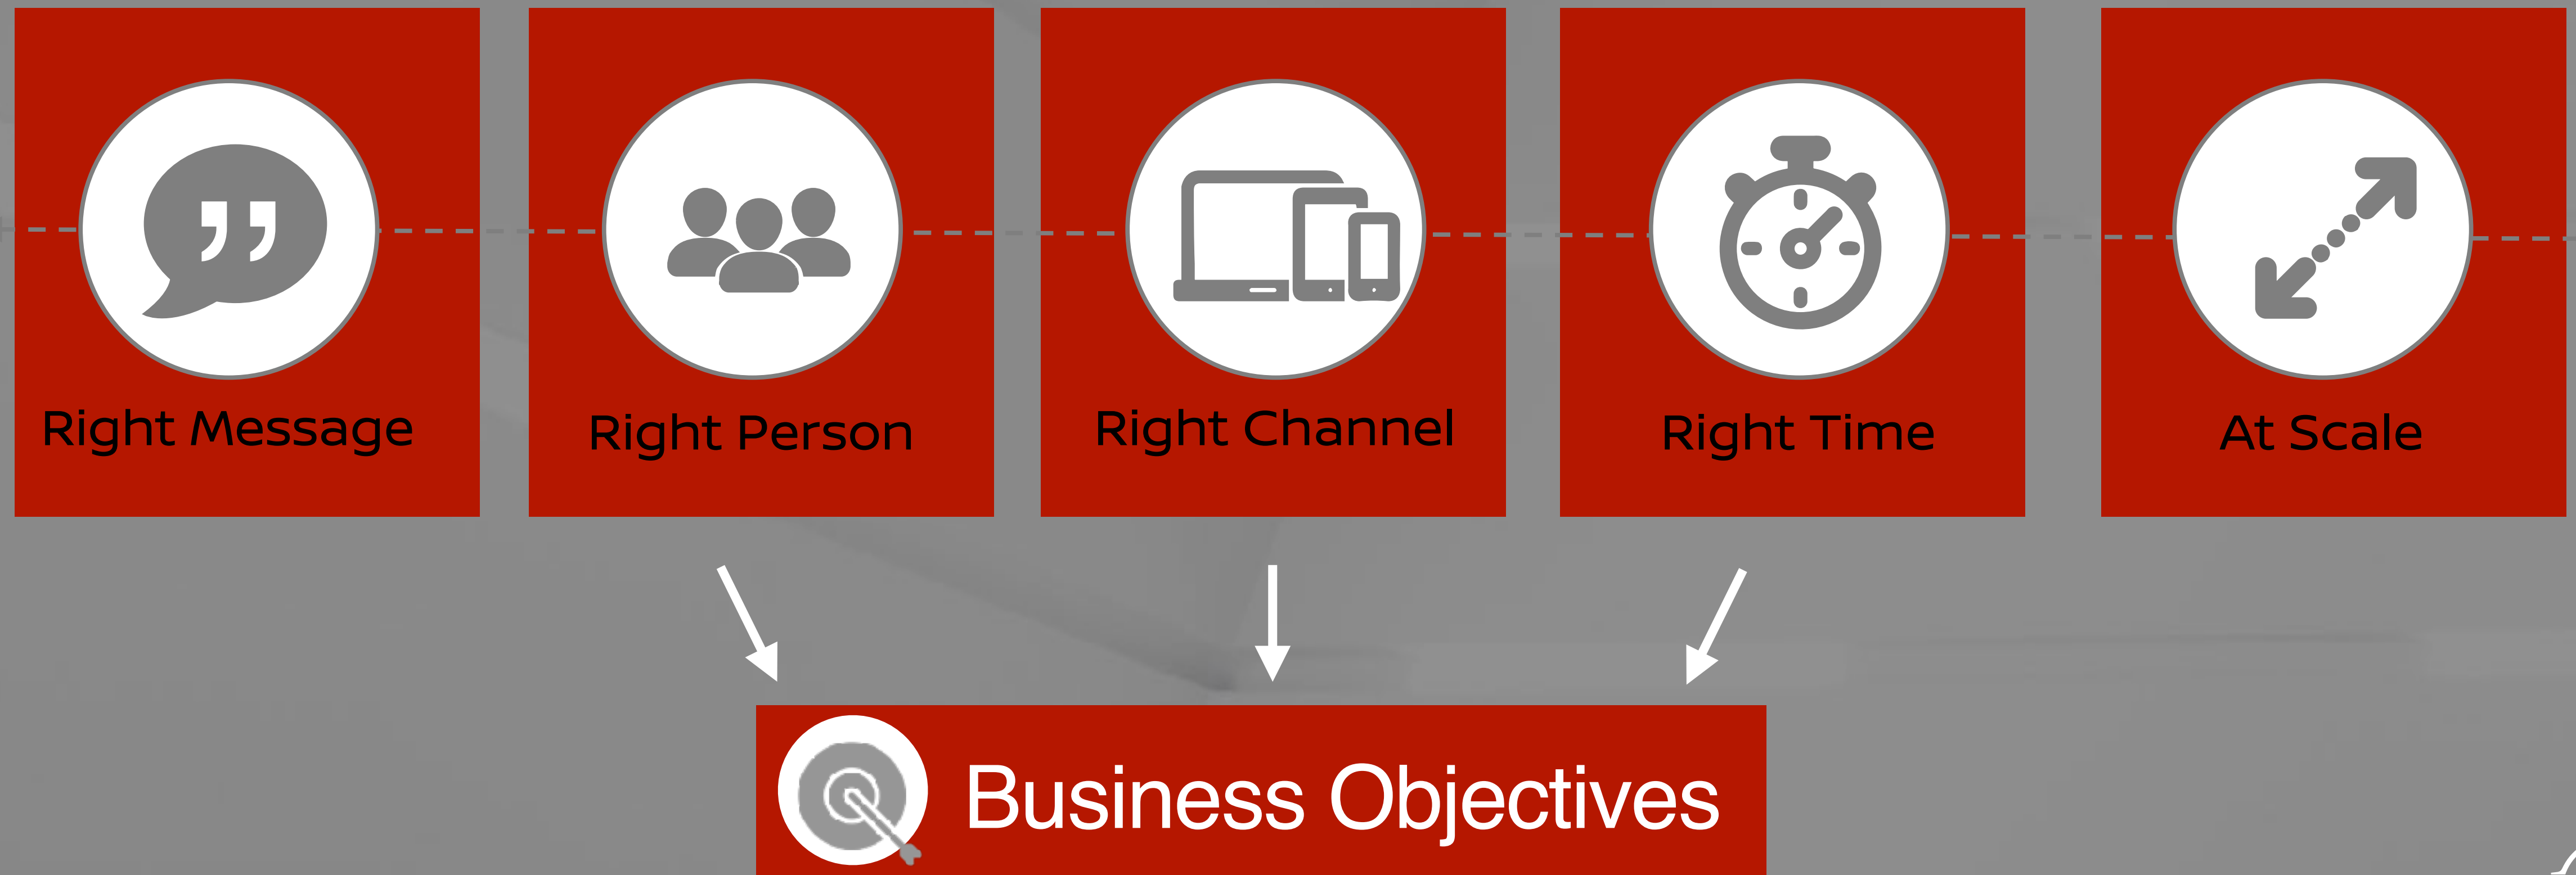 Right Message
Right Person
Right Channel
Right Time
At Scale
Business Objectives